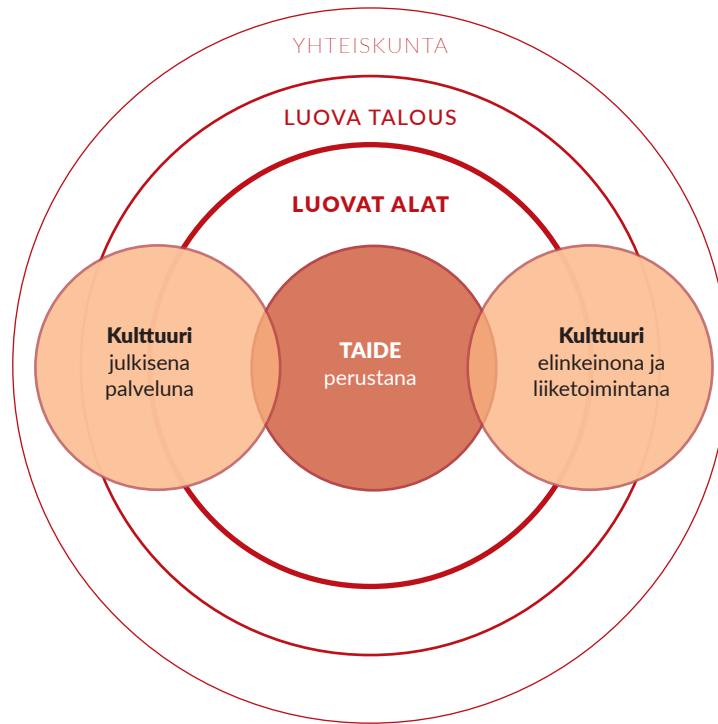 YHTEISKUNTA
LUOVA TALOUS
LUOVAT ALAT
Kulttuuri
julkisena
palveluna
TAIDE
perustana
Kulttuuri
elinkeinona ja
liiketoimintana